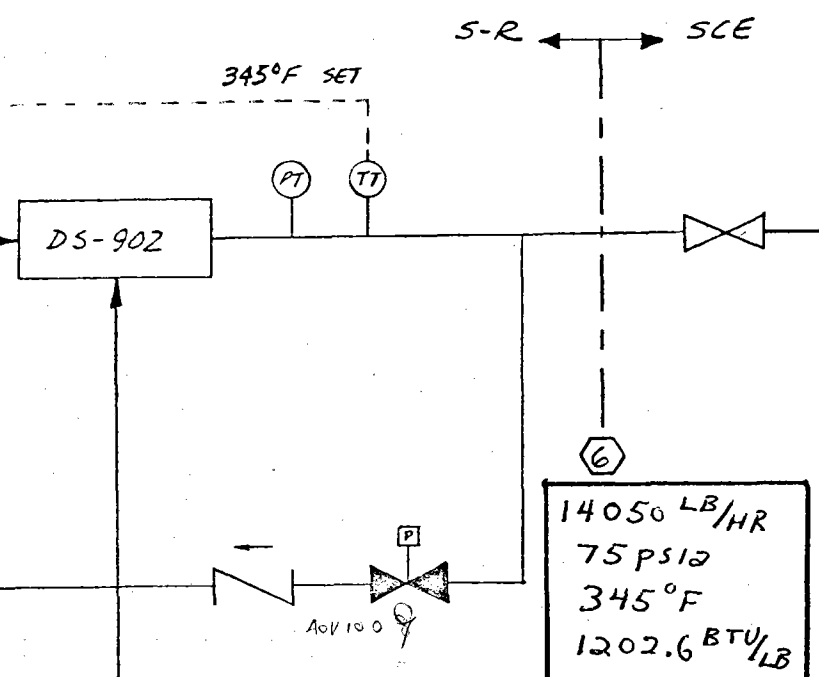 S-R SCE
345°F SET
PT TT
DS-902
6
14050 LB/HR
75 psia
345°F
1202.6 BTU/LB
P
AOV 100